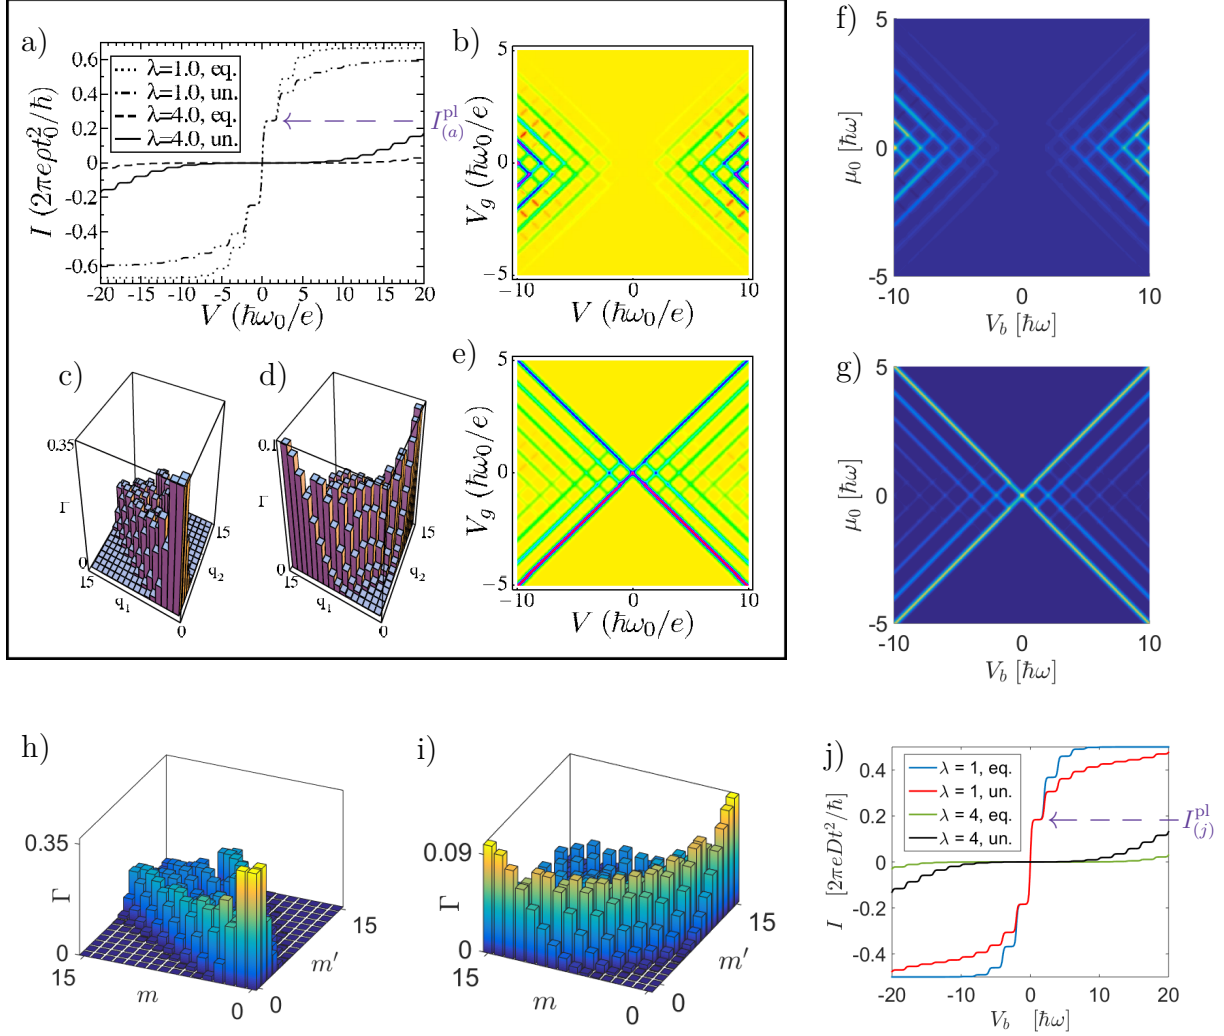 a)
I (2πeρt₀²/ħ)
0.6
0.4
0.2
0
-0.2
-0.4
-0.6
λ=1.0, eq.
λ=1.0, un.
λ=4.0, eq.
λ=4.0, un.
I_(a)^pl
-20 -15 -10 -5 0 5 10 15 20
V (ħω₀/e)
b)
V_g (ħω₀/e)
5
0
−5
−10 0 10
V (ħω₀/e)
f)
μ₀ [ħω]
5
0
-5
-10 0 10
V_b [ħω]
c)
0.35
Γ
0
15
q₁
0
q₂
15
d)
0.1
Γ
0
15
q₁
0
q₂
15
e)
V_g (ħω₀/e)
5
0
−5
−10 0 10
V (ħω₀/e)
g)
μ₀ [ħω]
5
0
-5
-10 0 10
V_b [ħω]
h)
0.35
Γ
0
15
m
0
0
m′
15
i)
0.09
Γ
0
15
m
0
0
m′
15
j)
I [2πeDt²/ħ]
0.4
0.2
0
-0.2
-0.4
λ = 1, eq.
λ = 1, un.
λ = 4, eq.
λ = 4, un.
I_(j)^pl
-20 -10 0 10 20
V_b [ħω]